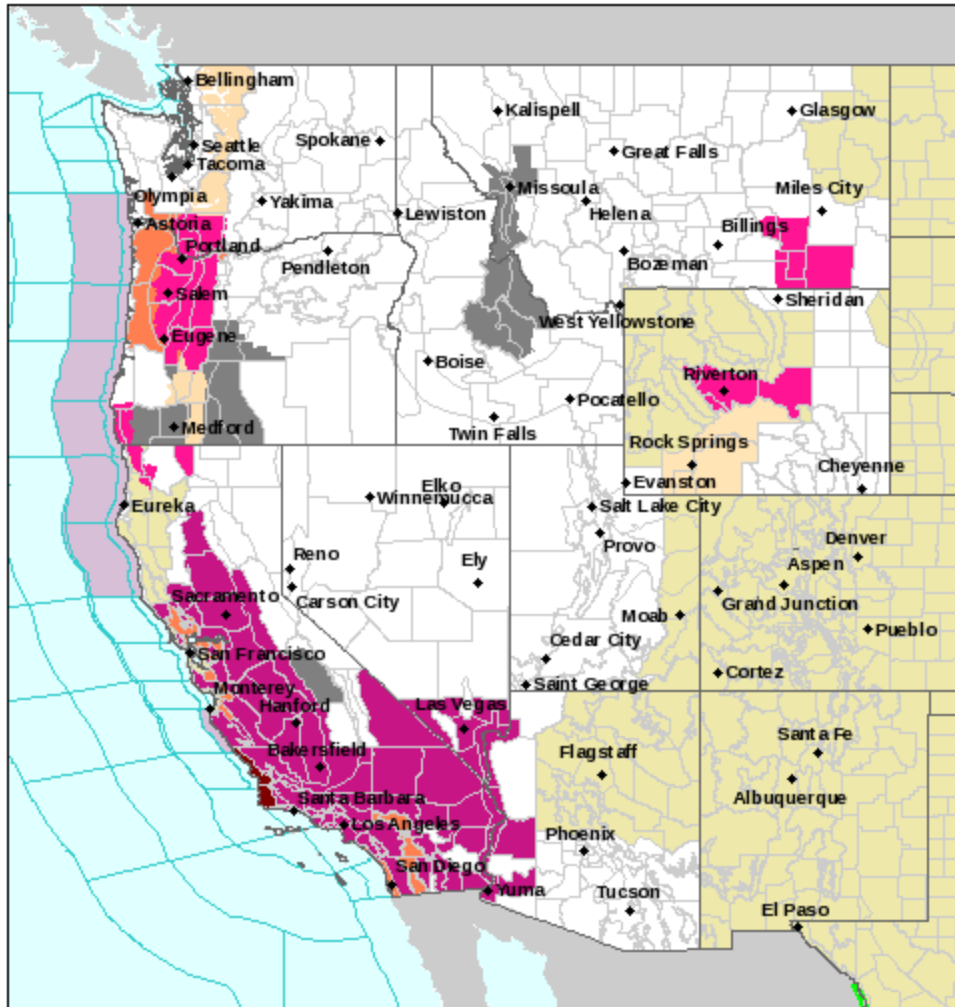 Bellingham
Kalispell
Glasgow
Spokane
Seattle
Great Falls
Tacoma
Missoula
Miles City
Olympia
Yakima
Lewiston
Helena
Astoria
Billings
Portland
Pendleton
Bozeman
Salem
Sheridan
West Yellowstone
Eugene
Boise
Riverton
Pocatello
Medford
Twin Falls
Rock Springs
Cheyenne
Elko
Evanston
Winnemucca
Eureka
Salt Lake City
Provo
Denver
Reno
Ely
Aspen
Sacramento
Carson City
Grand Junction
Moab
Pueblo
Cedar City
San Francisco
Cortez
Saint George
Monterey
Hanford
Las Vegas
Santa Fe
Bakersfield
Flagstaff
Santa Barbara
Albuquerque
Los Angeles
Phoenix
San Diego
Yuma
Tucson
El Paso